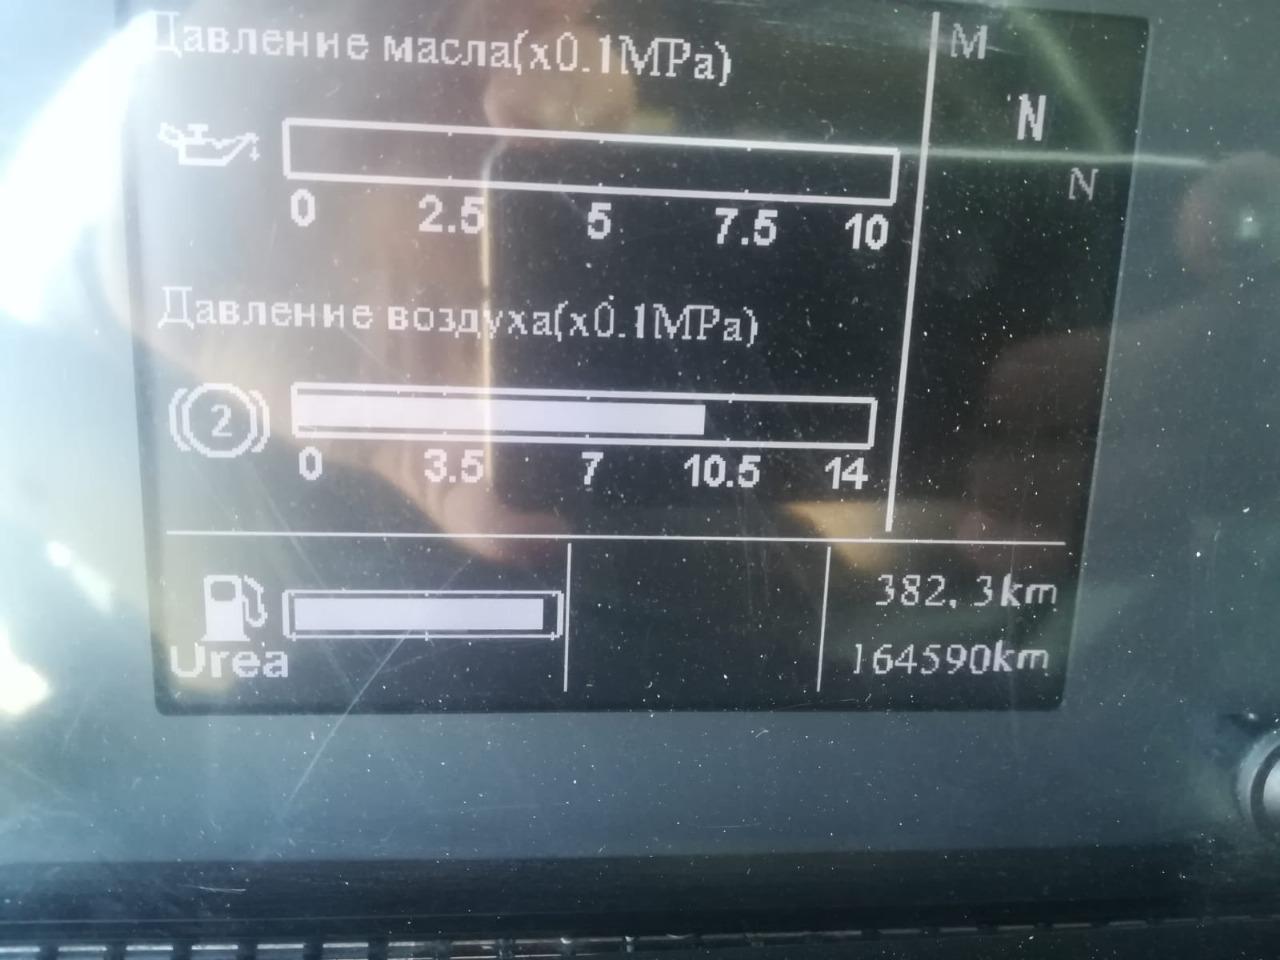 Давление масла(x0.1MPa)
M
N
N
0 2.5 5 7.5 10
Давление воздуха(x0.1MPa)
2
0 3.5 7 10.5 14
382.3km
Urea
164590km